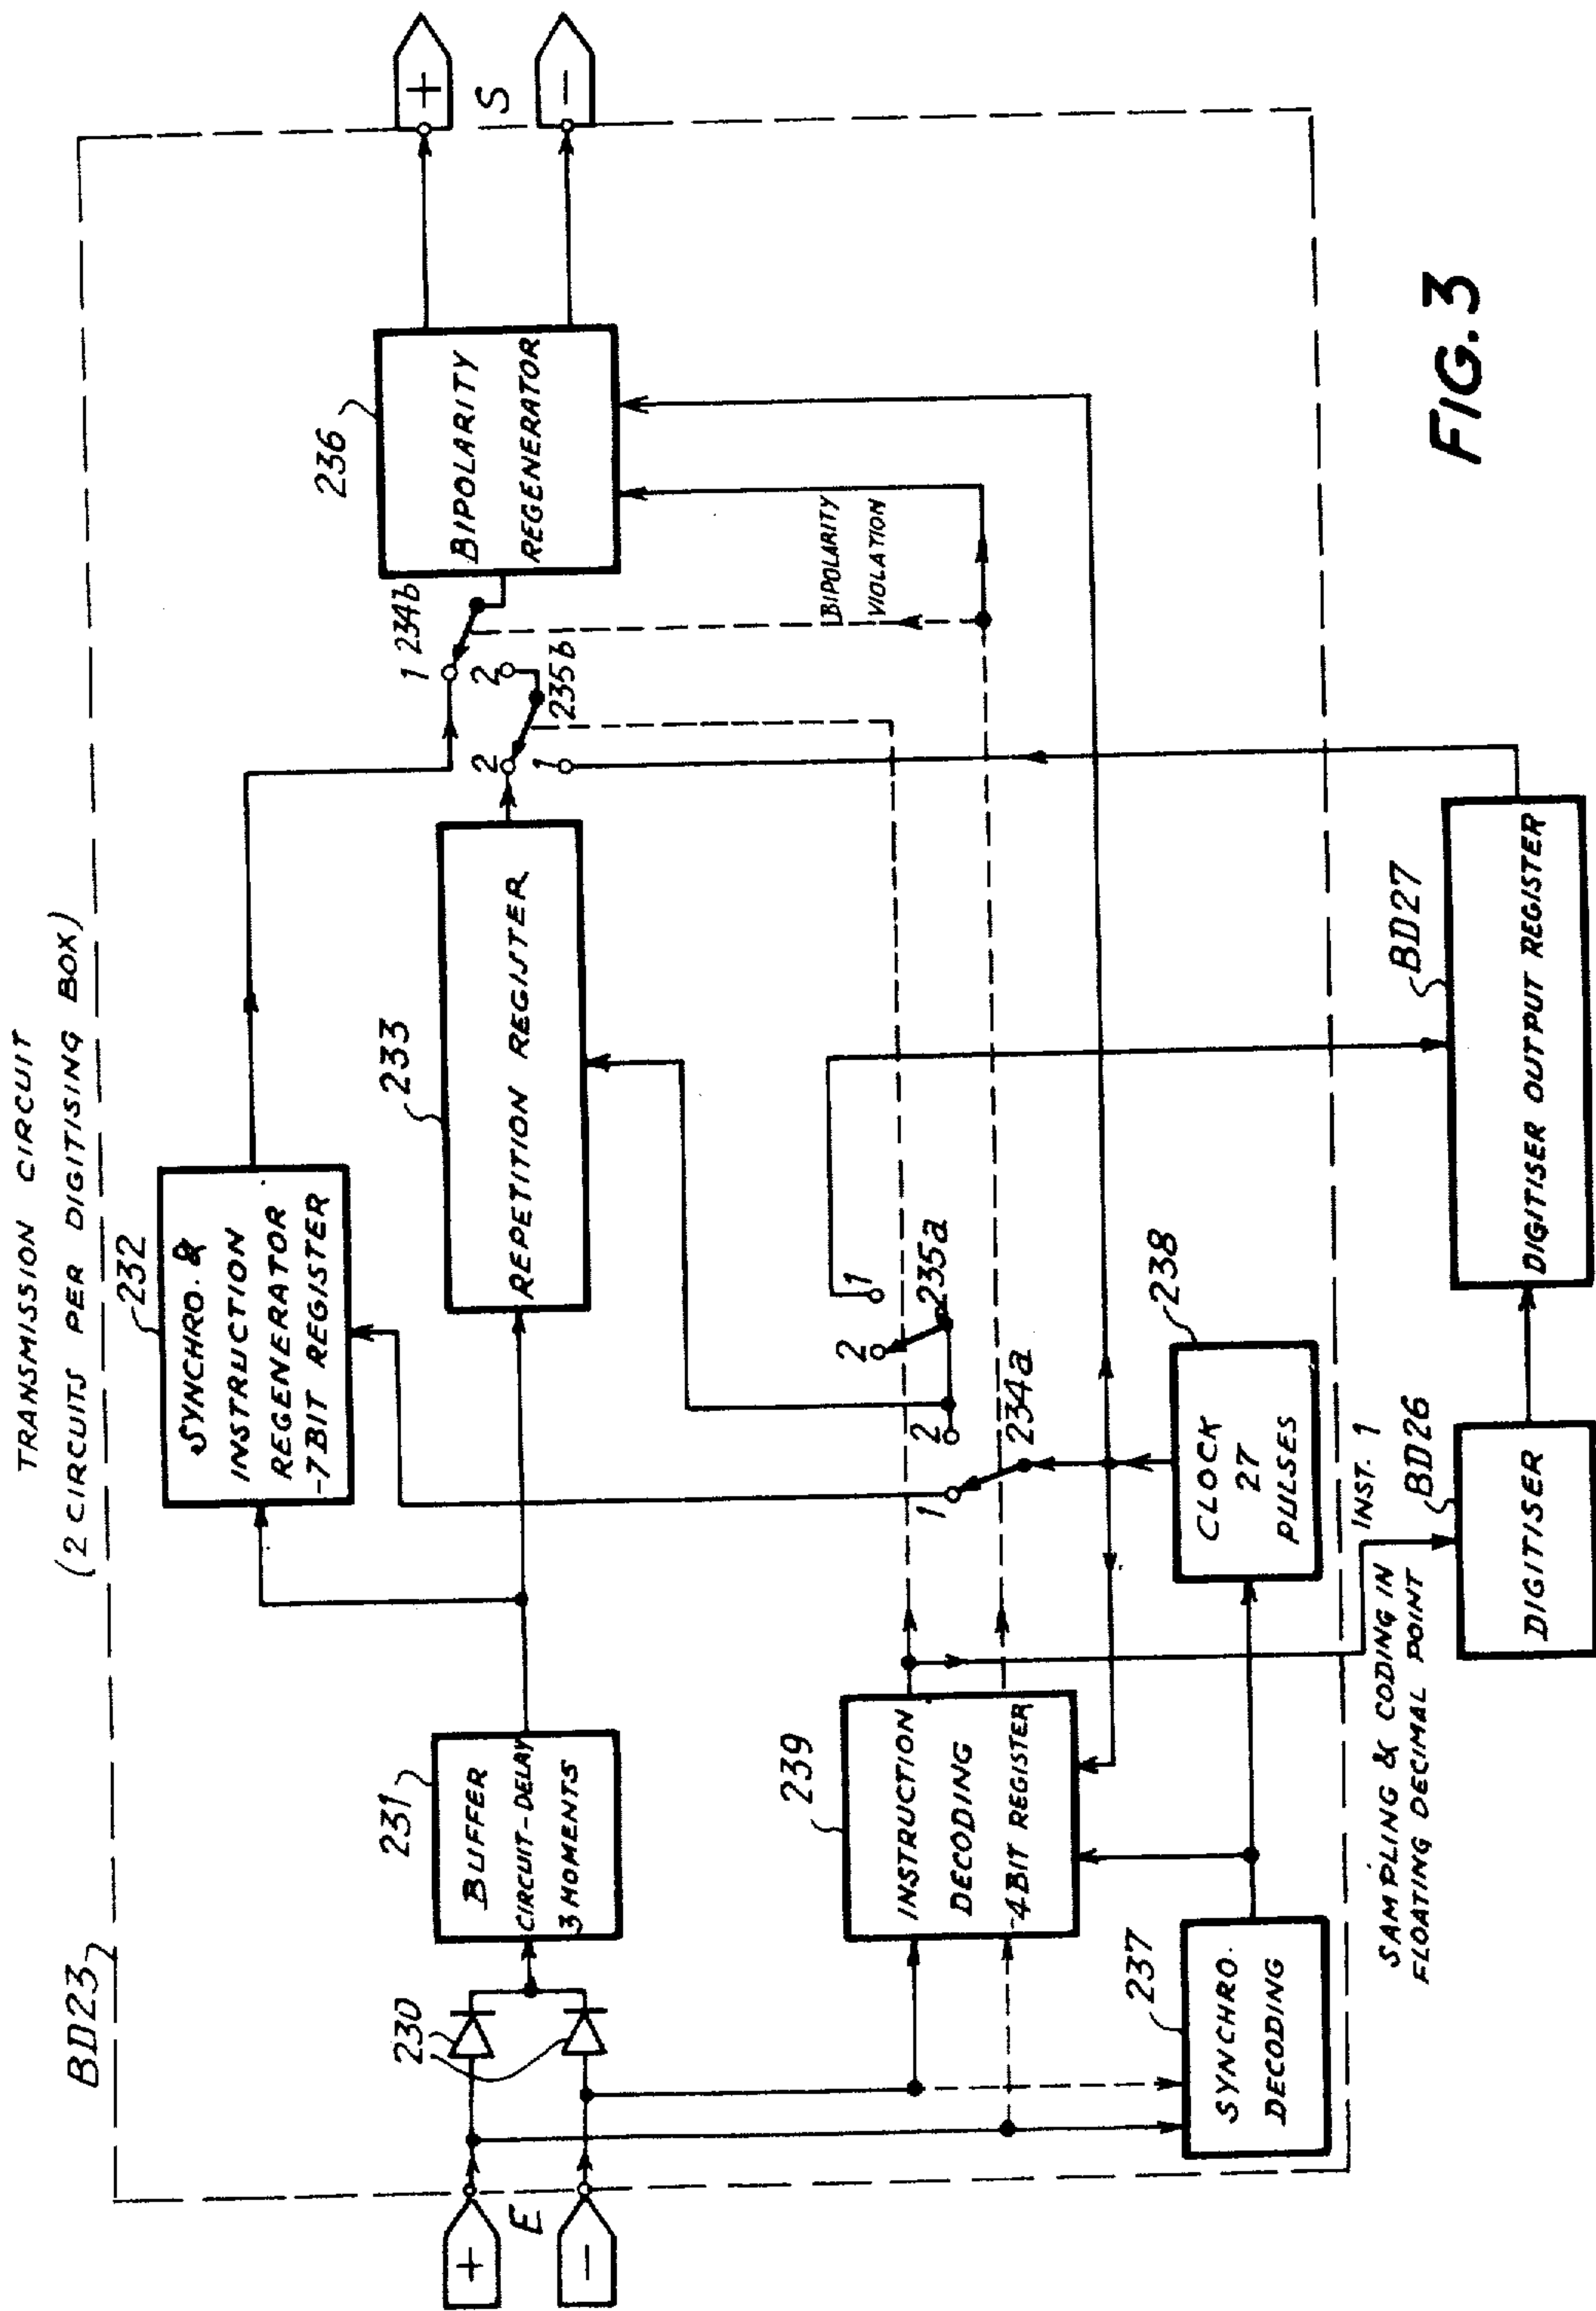 TRANSMISSION CIRCUIT
(2 CIRCUITS PER DIGITISING BOX)
BD23
232
SYNCHRO. &
INSTRUCTION
REGENERATOR
-7BIT REGISTER
230
+
E
−
231
BUFFER
CIRCUIT-DELAY
3 MOMENTS
233
REPETITION REGISTER
1
234b
2
2
235b
1
236
BIPOLARITY
REGENERATOR
+
S
−
BIPOLARITY
VIOLATION
239
INSTRUCTION
DECODING
-4BIT REGISTER
1
2
234a
2
1
235a
237
SYNCHRO.
DECODING
238
CLOCK
27
PULSES
SAMPLING & CODING IN
FLOATING DECIMAL POINT
INST. 1
BD26
DIGITISER
BD27
DIGITISER OUTPUT REGISTER
FIG. 3